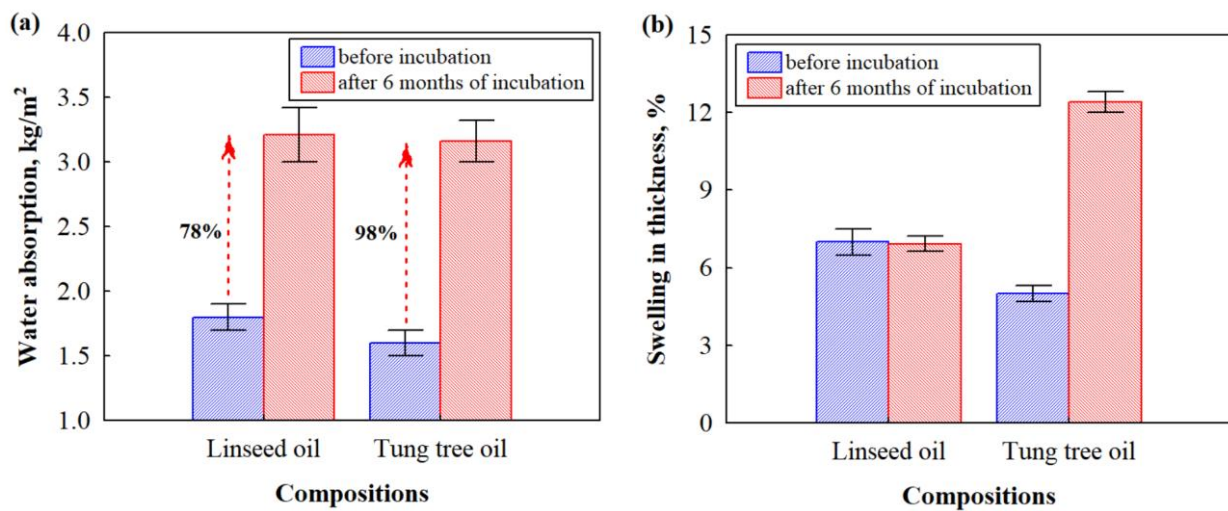 (a)
4.0
3.5
3.0
2.5
2.0
1.5
1.0
Water absorption, kg/m²
before incubation
after 6 months of incubation
78%
98%
Linseed oil
Tung tree oil
Compositions
(b)
15
12
9
6
3
0
Swelling in thickness, %
before incubation
after 6 months of incubation
Linseed oil
Tung tree oil
Compositions